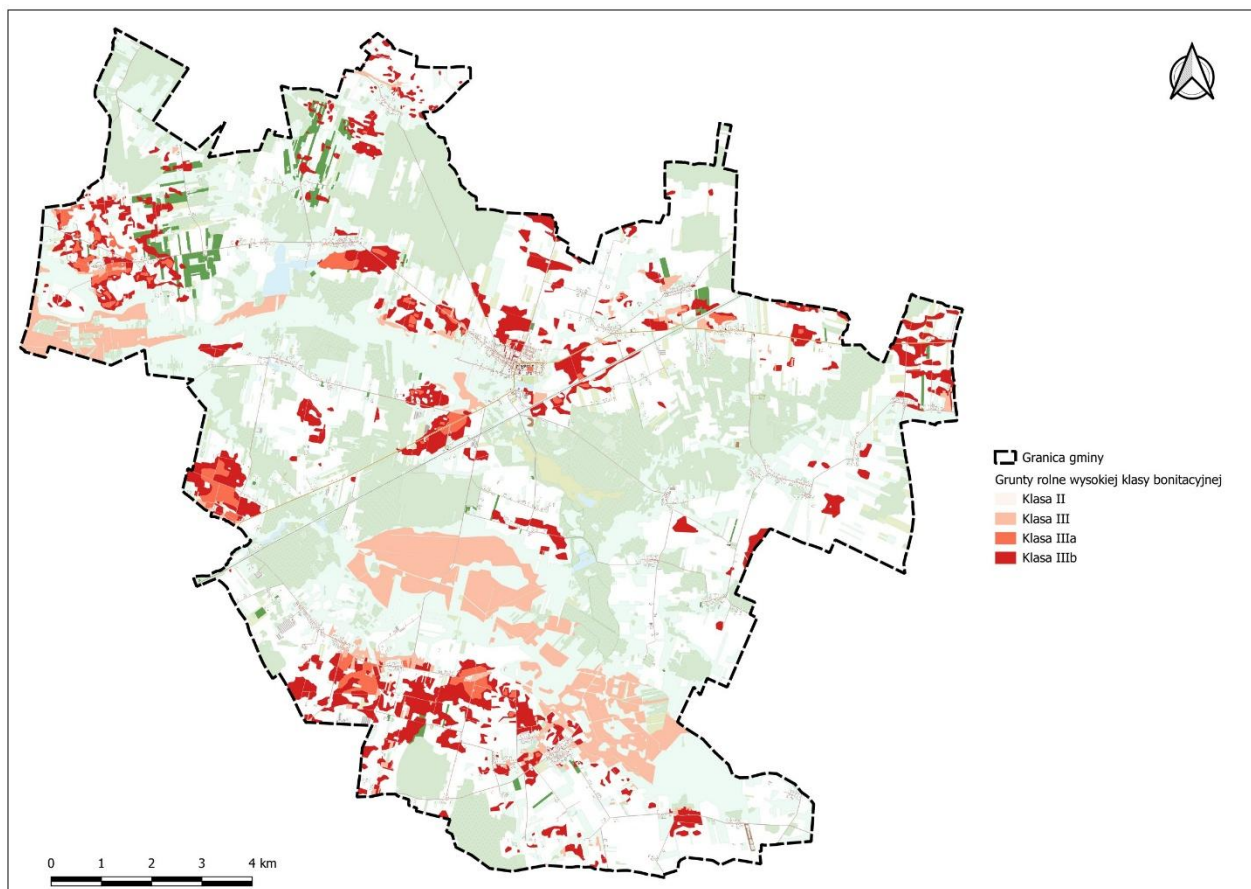 Granica gminy
Grunty rolne wysokiej klasy bonitacyjnej
Klasa II
Klasa III
Klasa IIIa
Klasa IIIb
0 1 2 3 4 km